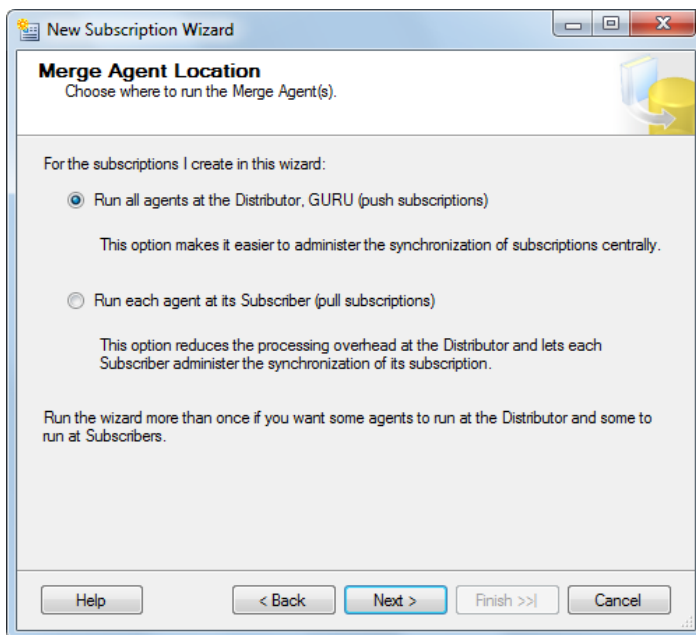 New Subscription Wizard
Merge Agent Location
Choose where to run the Merge Agent(s).
For the subscriptions I create in this wizard:
Run all agents at the Distributor, GURU (push subscriptions)
This option makes it easier to administer the synchronization of subscriptions centrally.
Run each agent at its Subscriber (pull subscriptions)
This option reduces the processing overhead at the Distributor and lets each
Subscriber administer the synchronization of its subscription.
Run the wizard more than once if you want some agents to run at the Distributor and some to
run at Subscribers.
Help < Back Next > Finish >>| Cancel